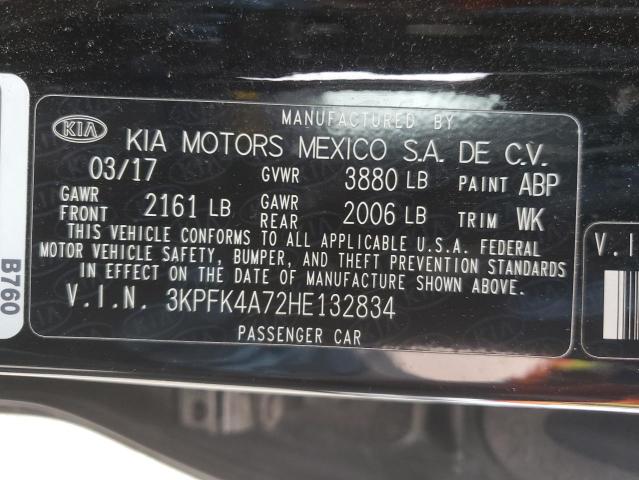 MANUFACTURED BY
KIA KIA MOTORS MEXICO S.A. DE C.V.
03/17 GVWR 3880 LB PAINT ABP
GAWR FRONT 2161 LB GAWR REAR 2006 LB TRIM WK
THIS VEHICLE CONFORMS TO ALL APPLICABLE U.S.A. FEDERAL
MOTOR VEHICLE SAFETY, BUMPER, AND THEFT PREVENTION STANDARDS
IN EFFECT ON THE DATE OF MANUFACTURE SHOWN ABOVE.
V.I.N. 3KPFK4A72HE132834
PASSENGER CAR
B760
V.I